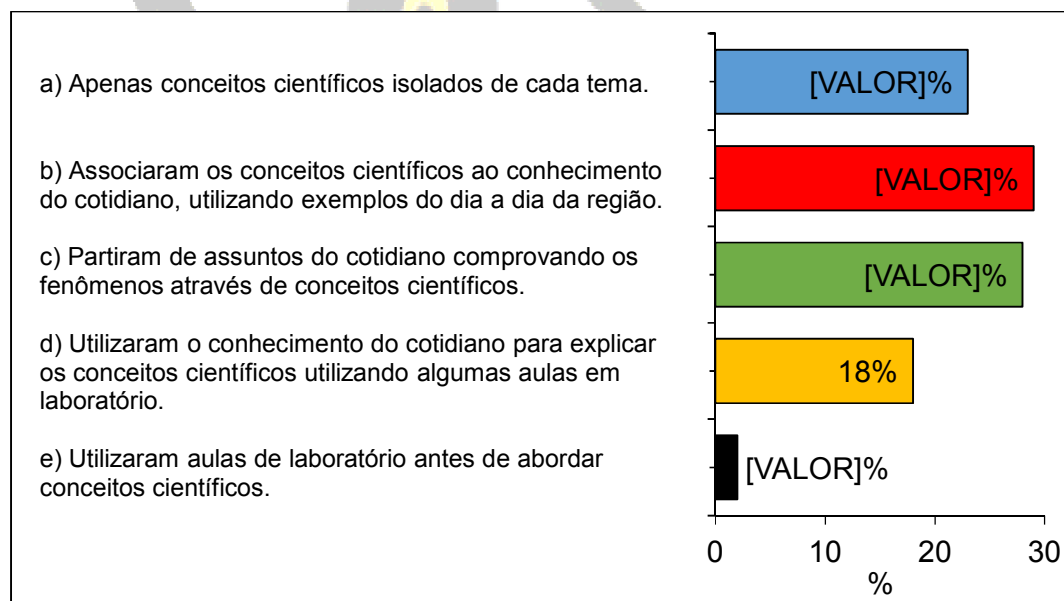 a) Apenas conceitos científicos isolados de cada tema.
[VALOR]%
b) Associaram os conceitos científicos ao conhecimento
do cotidiano, utilizando exemplos do dia a dia da região.
[VALOR]%
c) Partiram de assuntos do cotidiano comprovando os
fenômenos através de conceitos científicos.
[VALOR]%
d) Utilizaram o conhecimento do cotidiano para explicar
os conceitos científicos utilizando algumas aulas em
laboratório.
18%
e) Utilizaram aulas de laboratório antes de abordar
conceitos científicos.
[VALOR]%
0 10 20 30
%